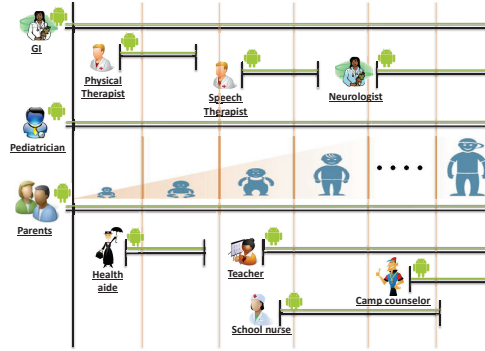 GI
Physical
Therapist
Speech
Therapist
Neurologist
Pediatrician
Parents
Health
aide
Teacher
Camp counselor
School nurse